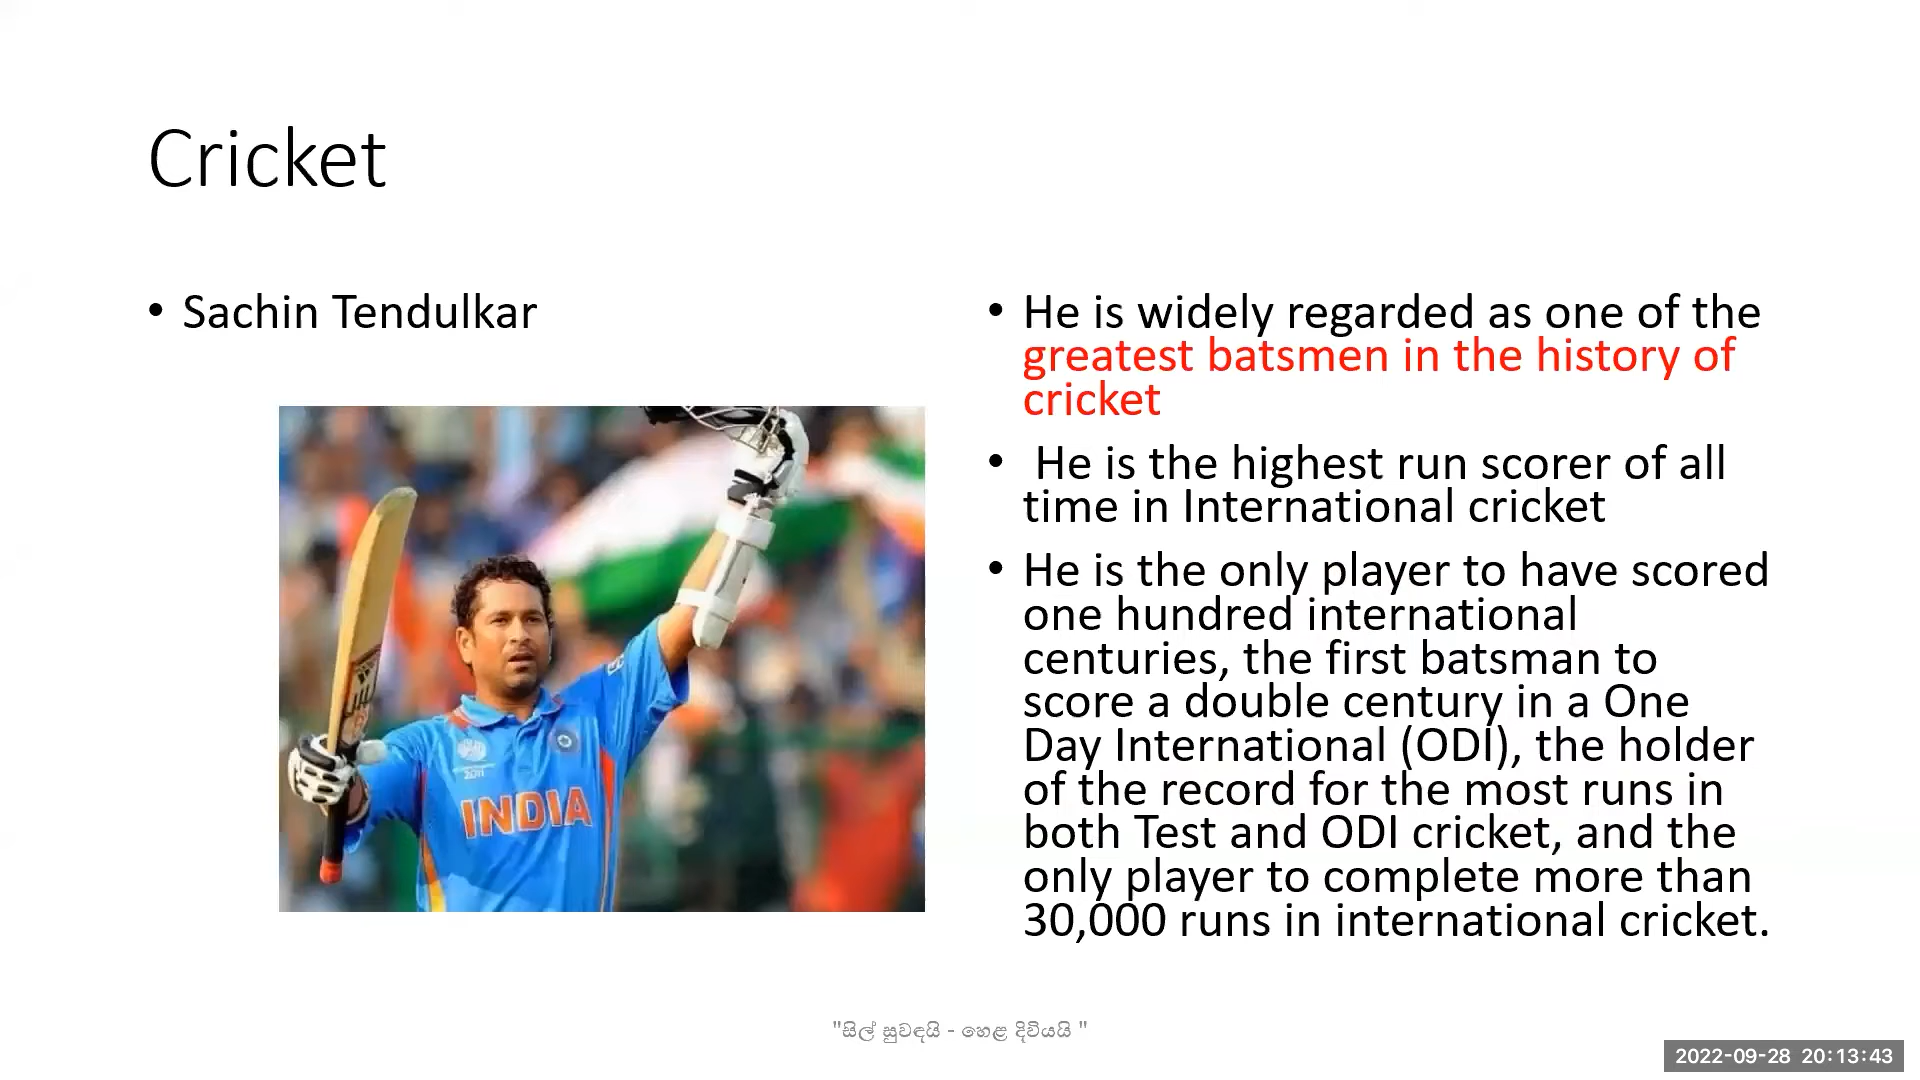 Cricket
• Sachin Tendulkar
2011
INDIA
• He is widely regarded as one of the
greatest batsmen in the history of
cricket
• He is the highest run scorer of all
time in International cricket
• He is the only player to have scored
one hundred international
centuries, the first batsman to
score a double century in a One
Day International (ODI), the holder
of the record for the most runs in
both Test and ODI cricket, and the
only player to complete more than
30,000 runs in international cricket.
"සිල් සුවඳයි - හෙළ දිවියයි "
2022-09-28 20:13:43